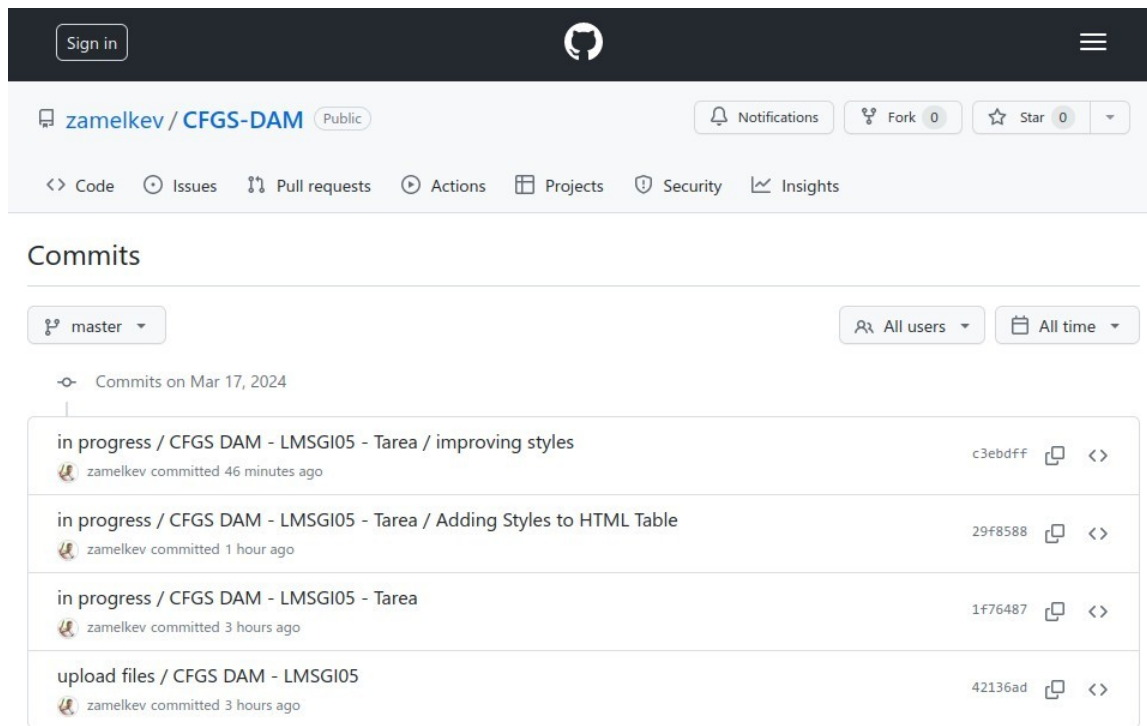 Sign in
zamelkev / CFGS-DAM Public Notifications Fork 0 Star 0
Code Issues Pull requests Actions Projects Security Insights
Commits
master All users All time
Commits on Mar 17, 2024
in progress / CFGS DAM - LMSGI05 - Tarea / improving styles
zamelkev committed 46 minutes ago
c3ebdff
in progress / CFGS DAM - LMSGI05 - Tarea / Adding Styles to HTML Table
zamelkev committed 1 hour ago
29f8588
in progress / CFGS DAM - LMSGI05 - Tarea
zamelkev committed 3 hours ago
1f76487
upload files / CFGS DAM - LMSGI05
zamelkev committed 3 hours ago
42136ad